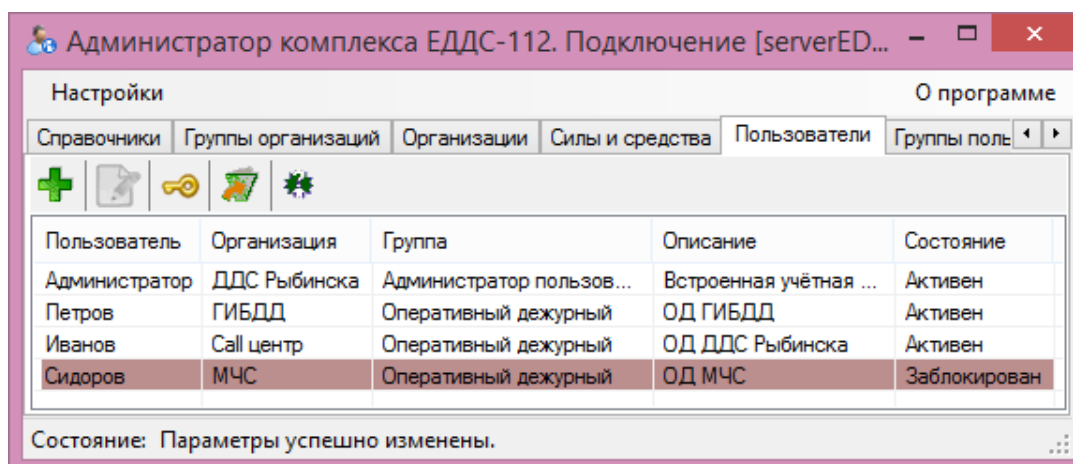 Администратор комплекса ЕДДС-112. Подключение [serverED...
Настройки О программе
Справочники Группы организаций Организации Силы и средства Пользователи Группы поль
Пользователь Организация Группа Описание Состояние
Администратор ДДС Рыбинска Администратор пользов... Встроенная учётная ... Активен
Петров ГИБДД Оперативный дежурный ОД ГИБДД Активен
Иванов Call центр Оперативный дежурный ОД ДДС Рыбинска Активен
Сидоров МЧС Оперативный дежурный ОД МЧС Заблокирован
Состояние: Параметры успешно изменены.